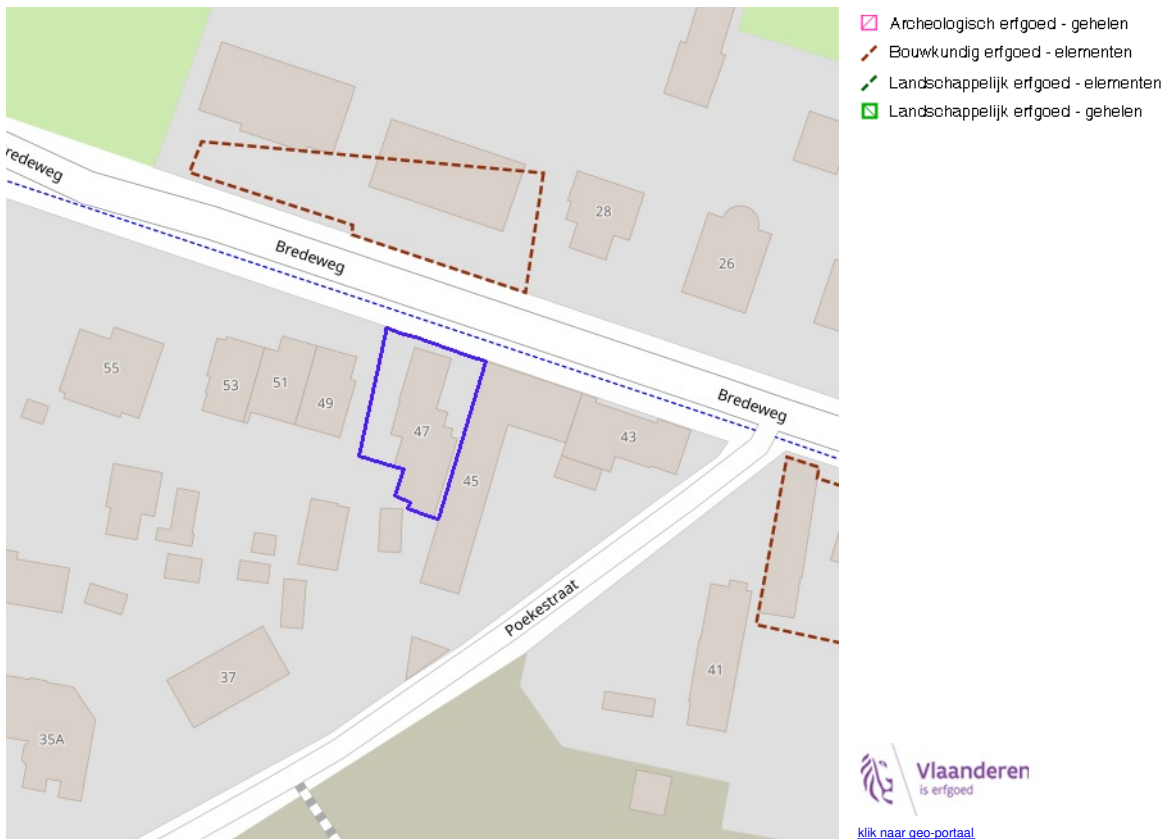 redeweg
Bredeweg
Bredeweg
28
26
55
53
51
49
47
45
43
Poekestraat
37
35A
41
Archeologisch erfgoed - gehelen
Bouwkundig erfgoed - elementen
Landschappelijk erfgoed - elementen
Landschappelijk erfgoed - gehelen
Vlaanderen
is erfgoed
klik naar geo-portaal